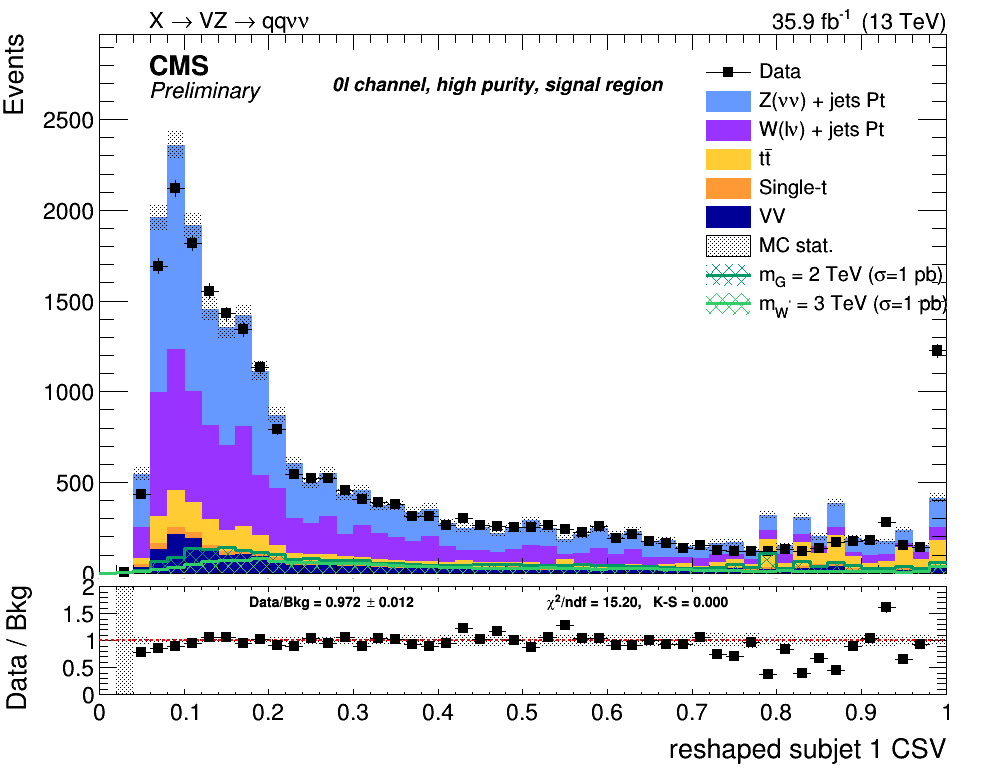 X → VZ → qqνν
35.9 fb⁻¹ (13 TeV)
Events
CMS
Preliminary
0l channel, high purity, signal region
Data
Z(νν) + jets Pt
W(lν) + jets Pt
tt̄
Single-t
VV
MC stat.
m_G = 2 TeV (σ=1 pb)
m_W' = 3 TeV (σ=1 pb)
2500
2000
1500
1000
500
0
Data / Bkg
Data/Bkg = 0.972 ± 0.012
χ²/ndf = 15.20, K-S = 0.000
2
1.5
1
0.5
0
0 0.1 0.2 0.3 0.4 0.5 0.6 0.7 0.8 0.9 1
reshaped subjet 1 CSV